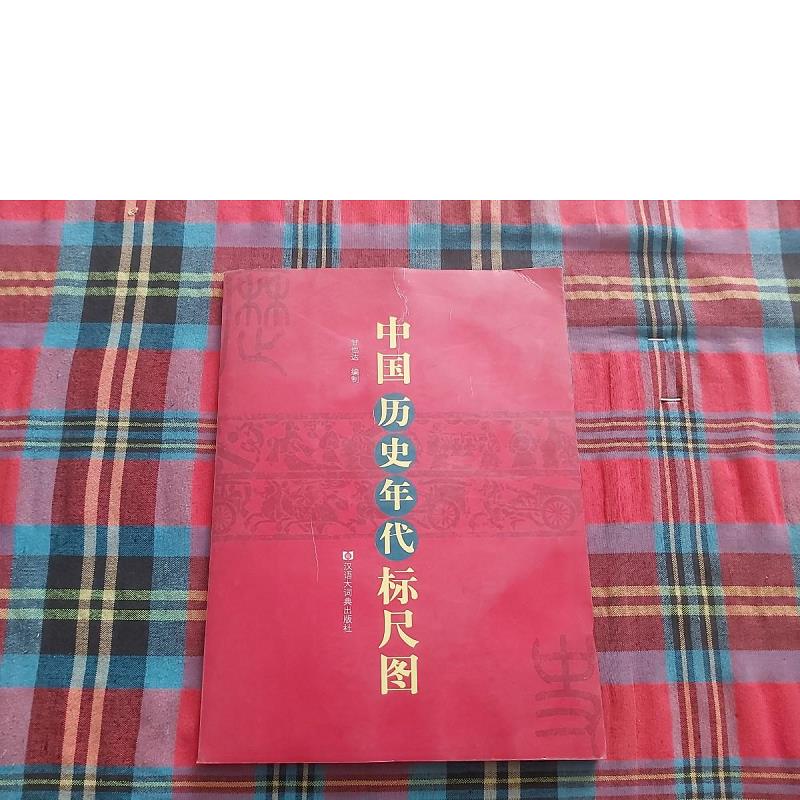 中国历史年代标尺图
编制
汉语大词典出版社